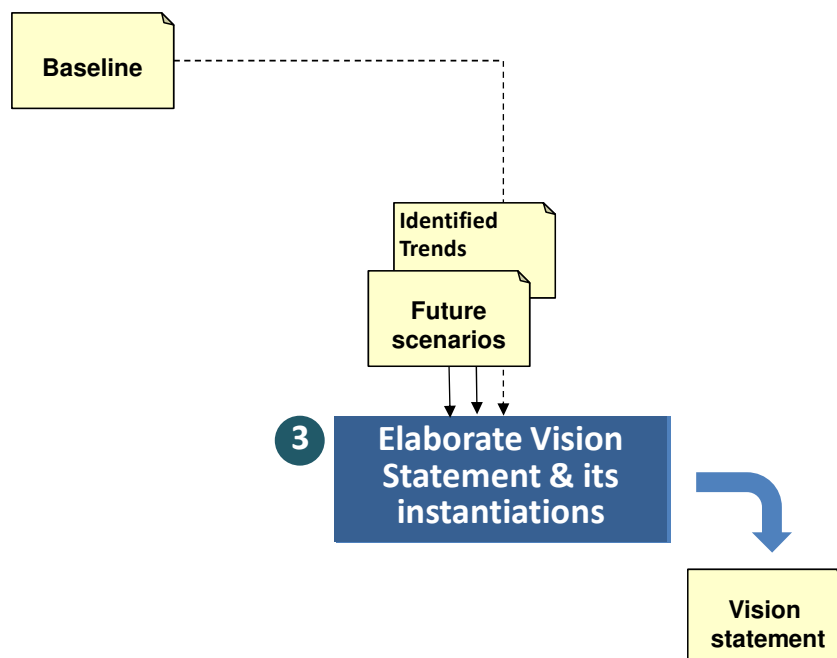 Baseline
Identified
Trends
Future
scenarios
3
Elaborate Vision
Statement & its
instantiations
Vision
statement